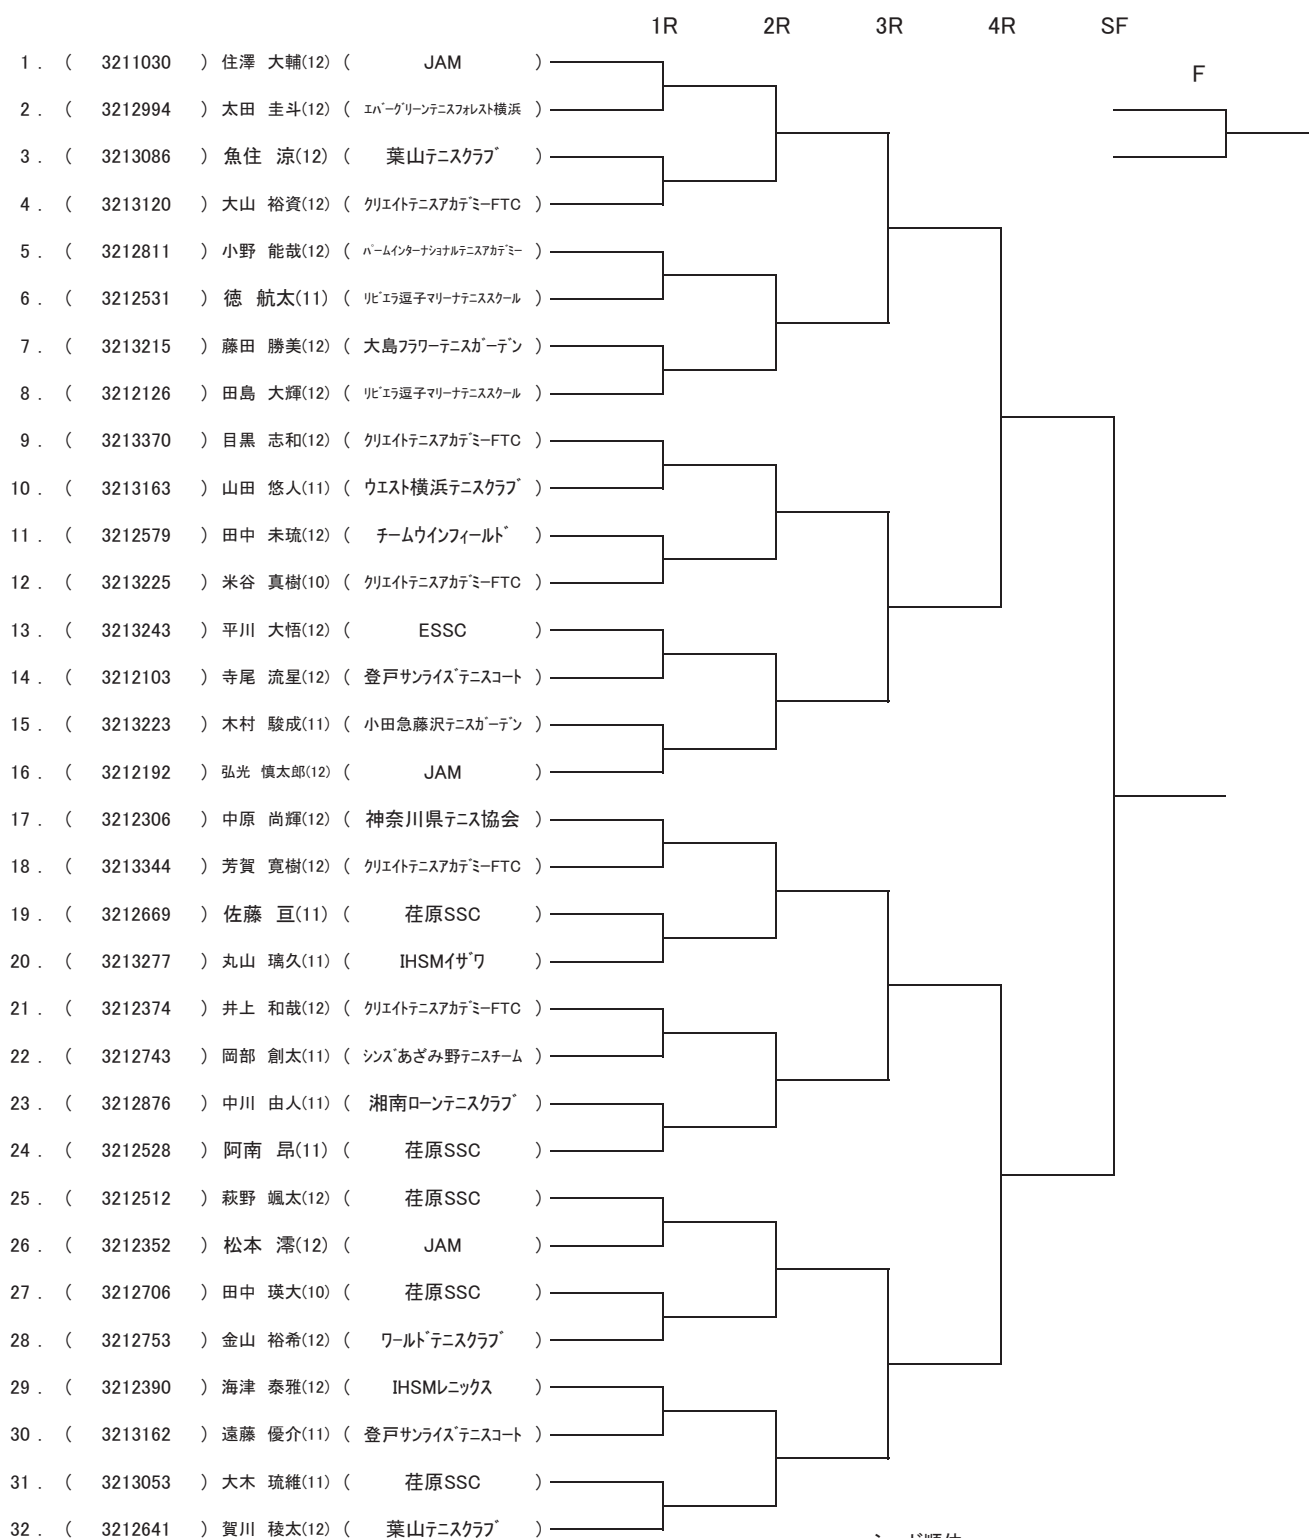 1R 2R 3R 4R SF
F
1 . ( 3211030 ) 住澤 大輔(12) ( JAM )
2 . ( 3212994 ) 太田 圭斗(12) ( ｴﾊﾞｰｸﾞﾘｰﾝﾃﾆｽﾌｫﾚｽﾄ横浜 )
3 . ( 3213086 ) 魚住 涼(12) ( 葉山ﾃﾆｽｸﾗﾌﾞ )
4 . ( 3213120 ) 大山 裕資(12) ( ｸﾘｴｲﾄﾃﾆｽｱｶﾃﾞﾐｰFTC )
5 . ( 3212811 ) 小野 能哉(12) ( ﾊﾟｰﾑｲﾝﾀｰﾅｼｮﾅﾙﾃﾆｽｱｶﾃﾞﾐｰ )
6 . ( 3212531 ) 徳 航太(11) ( ﾘﾋﾞｴﾗ逗子ﾏﾘｰﾅﾃﾆｽｽｸｰﾙ )
7 . ( 3213215 ) 藤田 勝美(12) ( 大島ﾌﾗﾜｰﾃﾆｽｶﾞｰﾃﾞﾝ )
8 . ( 3212126 ) 田島 大輝(12) ( ﾘﾋﾞｴﾗ逗子ﾏﾘｰﾅﾃﾆｽｽｸｰﾙ )
9 . ( 3213370 ) 目黒 志和(12) ( ｸﾘｴｲﾄﾃﾆｽｱｶﾃﾞﾐｰFTC )
10 . ( 3213163 ) 山田 悠人(11) ( ｳｴｽﾄ横浜ﾃﾆｽｸﾗﾌﾞ )
11 . ( 3212579 ) 田中 未琉(12) ( ﾁｰﾑｳｲﾝﾌｨｰﾙﾄﾞ )
12 . ( 3213225 ) 米谷 真樹(10) ( ｸﾘｴｲﾄﾃﾆｽｱｶﾃﾞﾐｰFTC )
13 . ( 3213243 ) 平川 大悟(12) ( ESSC )
14 . ( 3212103 ) 寺尾 流星(12) ( 登戸ｻﾝﾗｲｽﾞﾃﾆｽｺｰﾄ )
15 . ( 3213223 ) 木村 駿成(11) ( 小田急藤沢ﾃﾆｽｶﾞｰﾃﾞﾝ )
16 . ( 3212192 ) 弘光 慎太郎(12) ( JAM )
17 . ( 3212306 ) 中原 尚輝(12) ( 神奈川県ﾃﾆｽ協会 )
18 . ( 3213344 ) 芳賀 寛樹(12) ( ｸﾘｴｲﾄﾃﾆｽｱｶﾃﾞﾐｰFTC )
19 . ( 3212669 ) 佐藤 亘(11) ( 荏原SSC )
20 . ( 3213277 ) 丸山 璃久(11) ( IHSMｲｻﾞﾜ )
21 . ( 3212374 ) 井上 和哉(12) ( ｸﾘｴｲﾄﾃﾆｽｱｶﾃﾞﾐｰFTC )
22 . ( 3212743 ) 岡部 創太(11) ( ｼﾝｽﾞあざみ野ﾃﾆｽﾁｰﾑ )
23 . ( 3212876 ) 中川 由人(11) ( 湘南ﾛｰﾝﾃﾆｽｸﾗﾌﾞ )
24 . ( 3212528 ) 阿南 昂(11) ( 荏原SSC )
25 . ( 3212512 ) 萩野 颯太(12) ( 荏原SSC )
26 . ( 3212352 ) 松本 澪(12) ( JAM )
27 . ( 3212706 ) 田中 瑛大(10) ( 荏原SSC )
28 . ( 3212753 ) 金山 裕希(12) ( ﾜｰﾙﾄﾞﾃﾆｽｸﾗﾌﾞ )
29 . ( 3212390 ) 海津 泰雅(12) ( IHSMﾚﾆｯｸｽ )
30 . ( 3213162 ) 遠藤 優介(11) ( 登戸ｻﾝﾗｲｽﾞﾃﾆｽｺｰﾄ )
31 . ( 3213053 ) 大木 琉維(11) ( 荏原SSC )
32 . ( 3212641 ) 賀川 稜太(12) ( 葉山ﾃﾆｽｸﾗﾌﾞ )